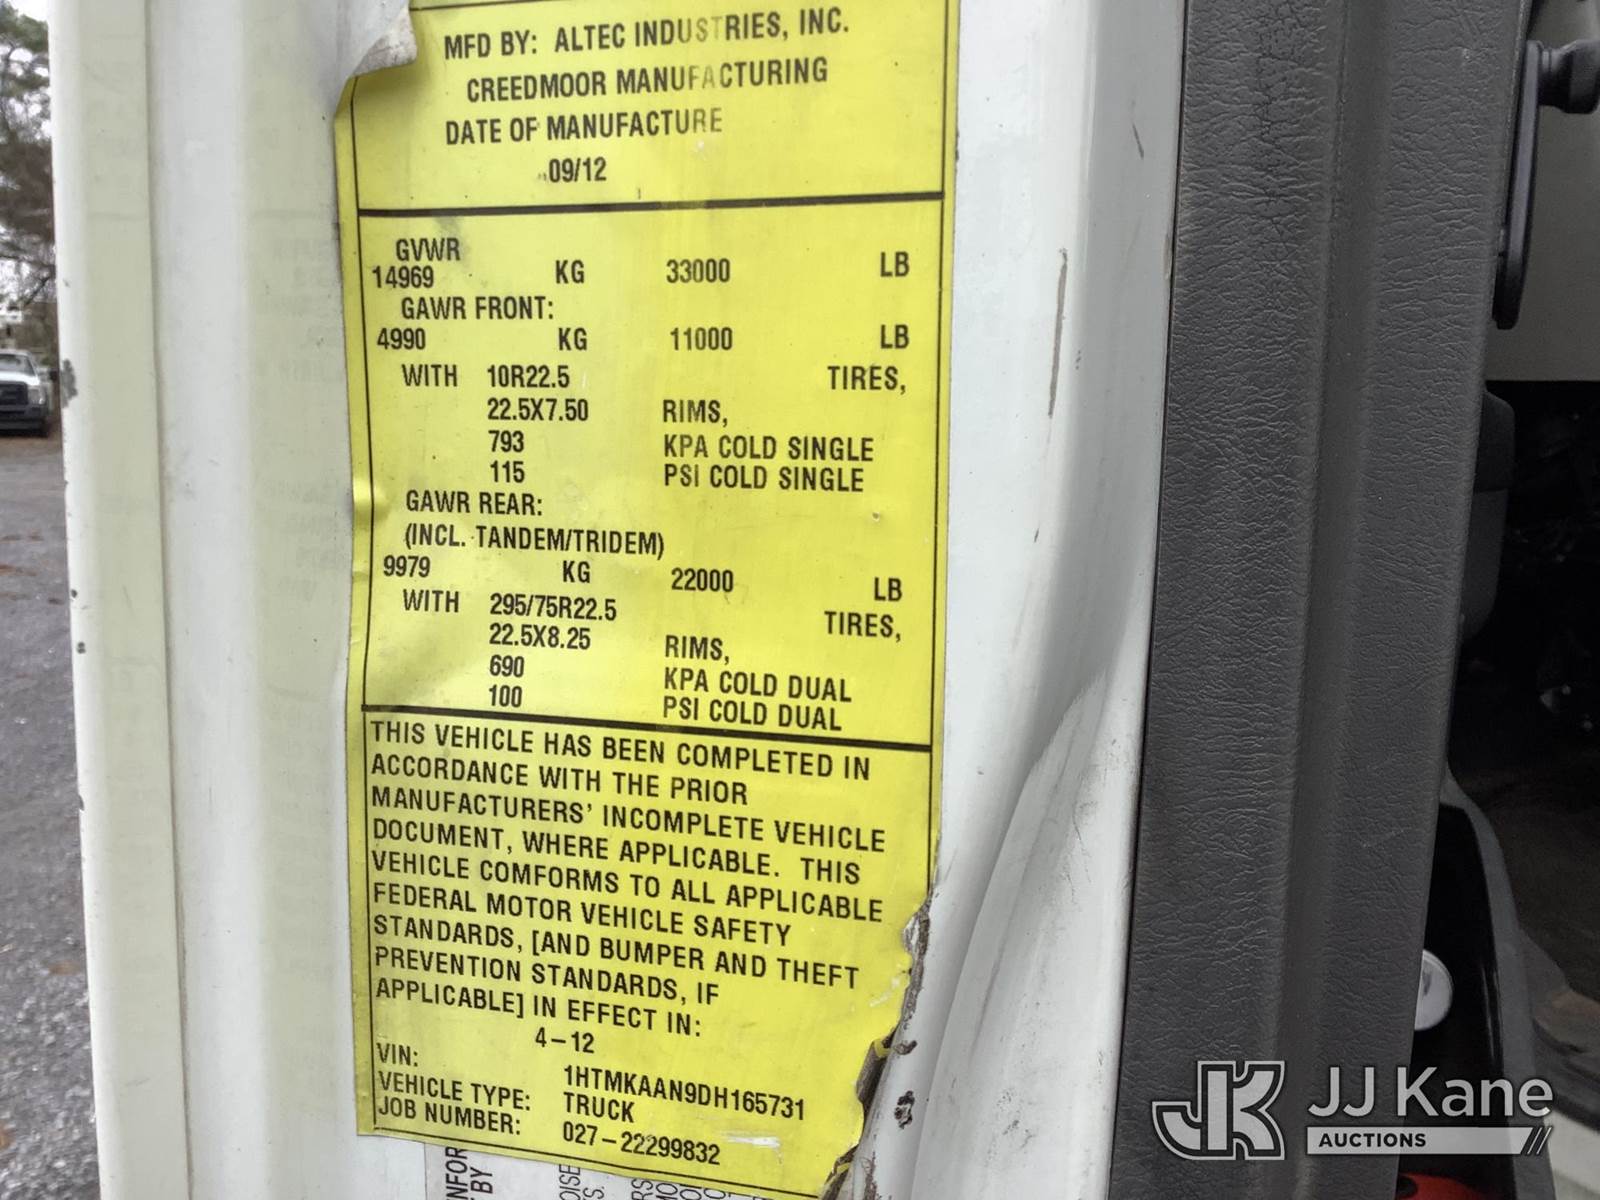 MFD BY: ALTEC INDUSTRIES, INC.
CREEDMOOR MANUFACTURING
DATE OF MANUFACTURE
09/12
GVWR
14969 KG 33000 LB
GAWR FRONT:
4990 KG 11000 LB
WITH 10R22.5 TIRES,
22.5X7.50 RIMS,
793 KPA COLD SINGLE
115 PSI COLD SINGLE
GAWR REAR:
(INCL. TANDEM/TRIDEM)
9979 KG 22000 LB
WITH 295/75R22.5 TIRES,
22.5X8.25 RIMS,
690 KPA COLD DUAL
100 PSI COLD DUAL
THIS VEHICLE HAS BEEN COMPLETED IN
ACCORDANCE WITH THE PRIOR
MANUFACTURERS' INCOMPLETE VEHICLE
DOCUMENT, WHERE APPLICABLE. THIS
VEHICLE COMFORMS TO ALL APPLICABLE
FEDERAL MOTOR VEHICLE SAFETY
STANDARDS, [AND BUMPER AND THEFT
PREVENTION STANDARDS, IF
APPLICABLE] IN EFFECT IN:
4-12
VIN: 1HTMKAAN9DH165731
VEHICLE TYPE: TRUCK
JOB NUMBER: 027-22299832
JK JJ Kane
AUCTIONS